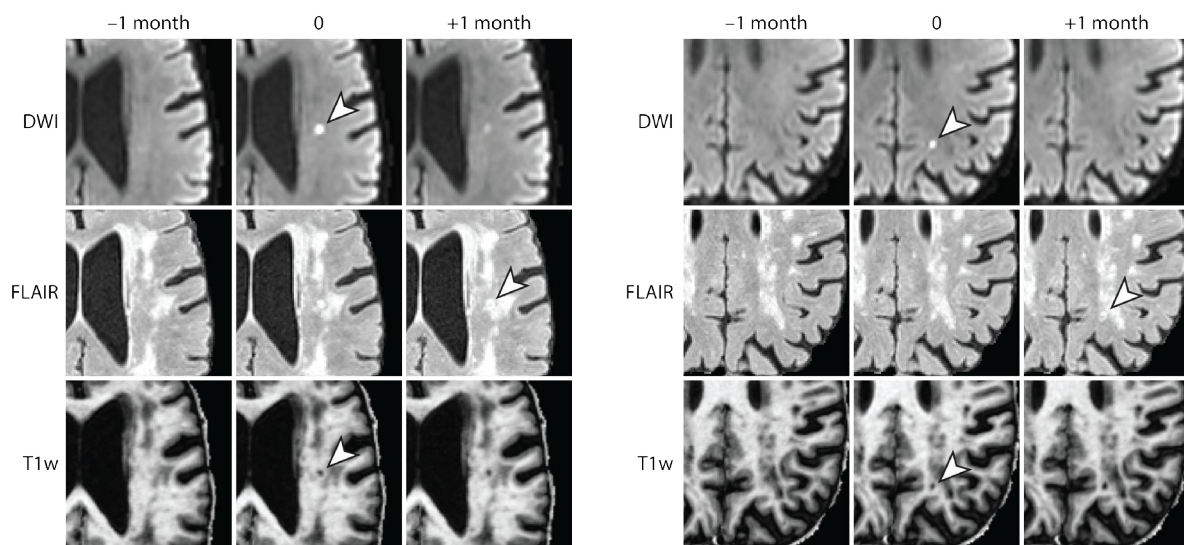 –1 month 0 +1 month –1 month 0 +1 month
DWI DWI
FLAIR FLAIR
T1w T1w